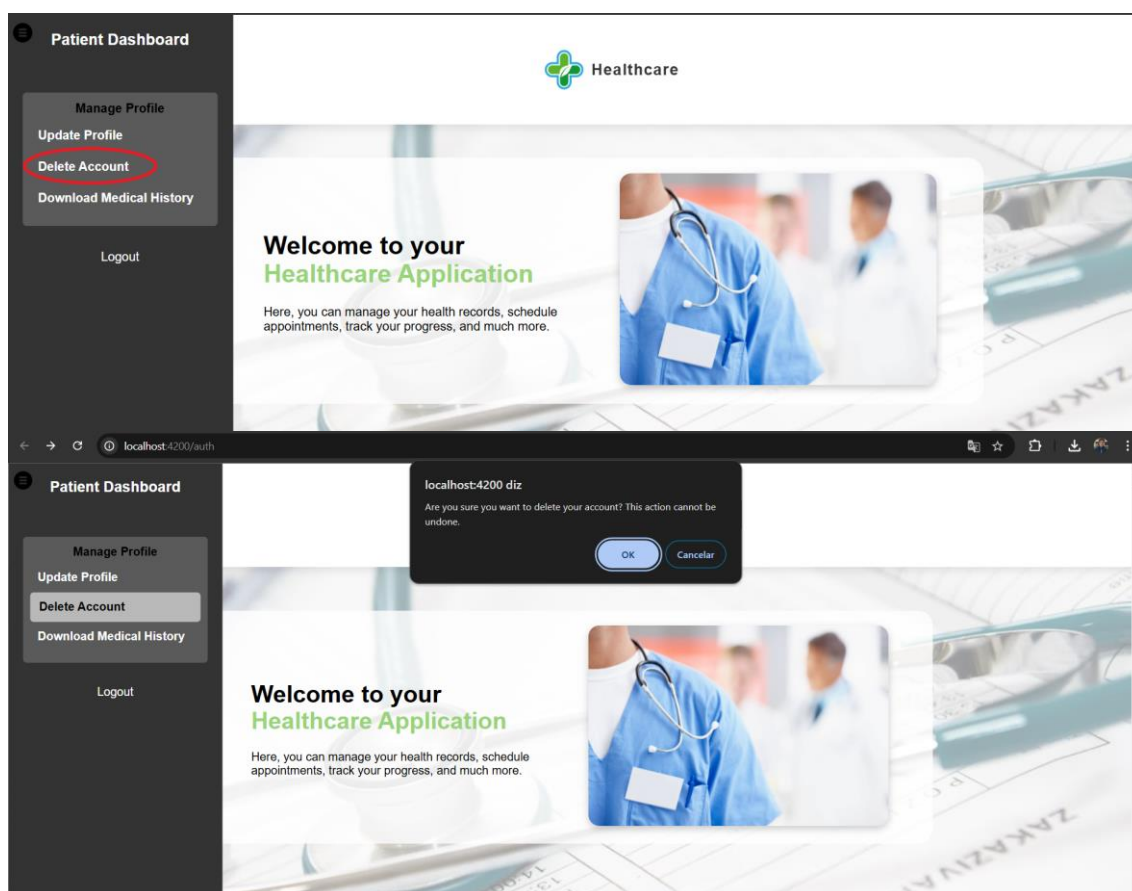 Patient Dashboard
Healthcare
Manage Profile
Update Profile
Delete Account
Download Medical History
Logout
Welcome to your
Healthcare Application
Here, you can manage your health records, schedule
appointments, track your progress, and much more.
ZAKAZIV
localhost:4200/auth
Patient Dashboard
localhost:4200 diz
Are you sure you want to delete your account? This action cannot be
undone.
OK
Cancelar
Manage Profile
Update Profile
Delete Account
Download Medical History
Logout
Welcome to your
Healthcare Application
Here, you can manage your health records, schedule
appointments, track your progress, and much more.
ZAKAZIVA